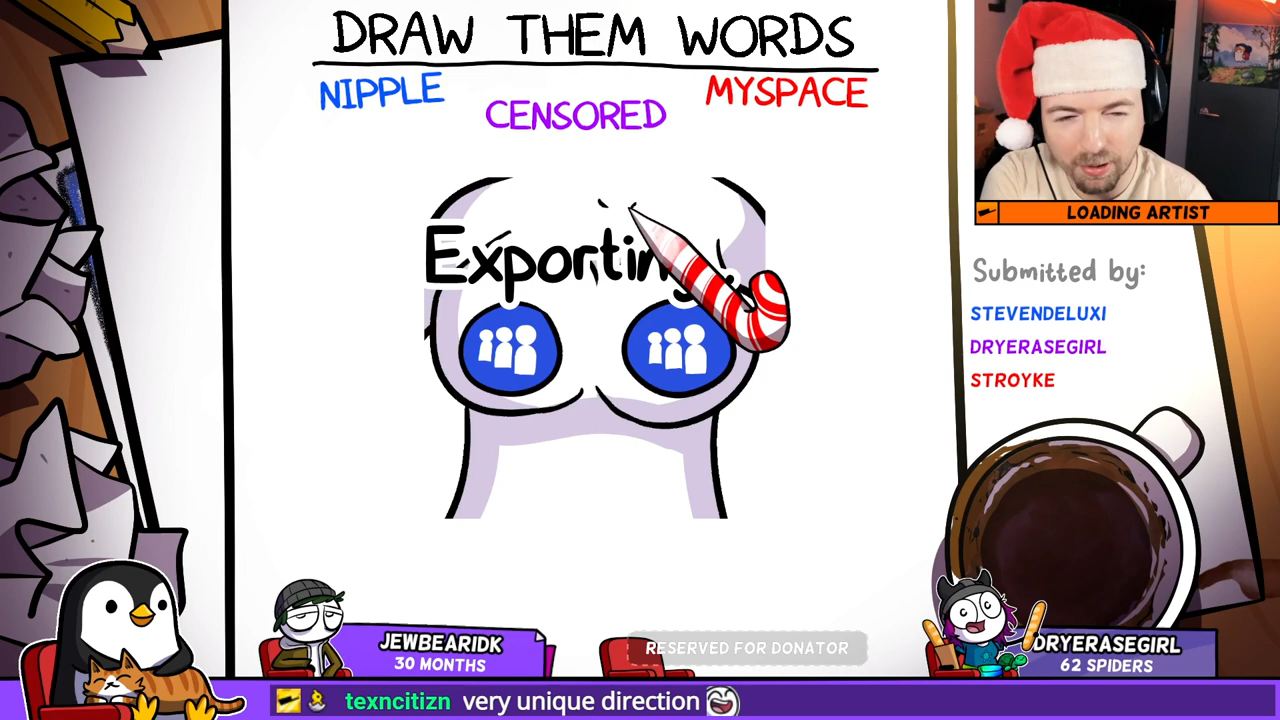 DRAW THEM WORDS
NIPPLE
CENSORED
MYSPACE
Exporting
LOADING ARTIST
Submitted by:
STEVENDELUXI
DRYERASEGIRL
STROYKE
JEWBEARIDK
30 MONTHS
RESERVED FOR DONATOR
DRYERASEGIRL
62 SPIDERS
texncitizn very unique direction